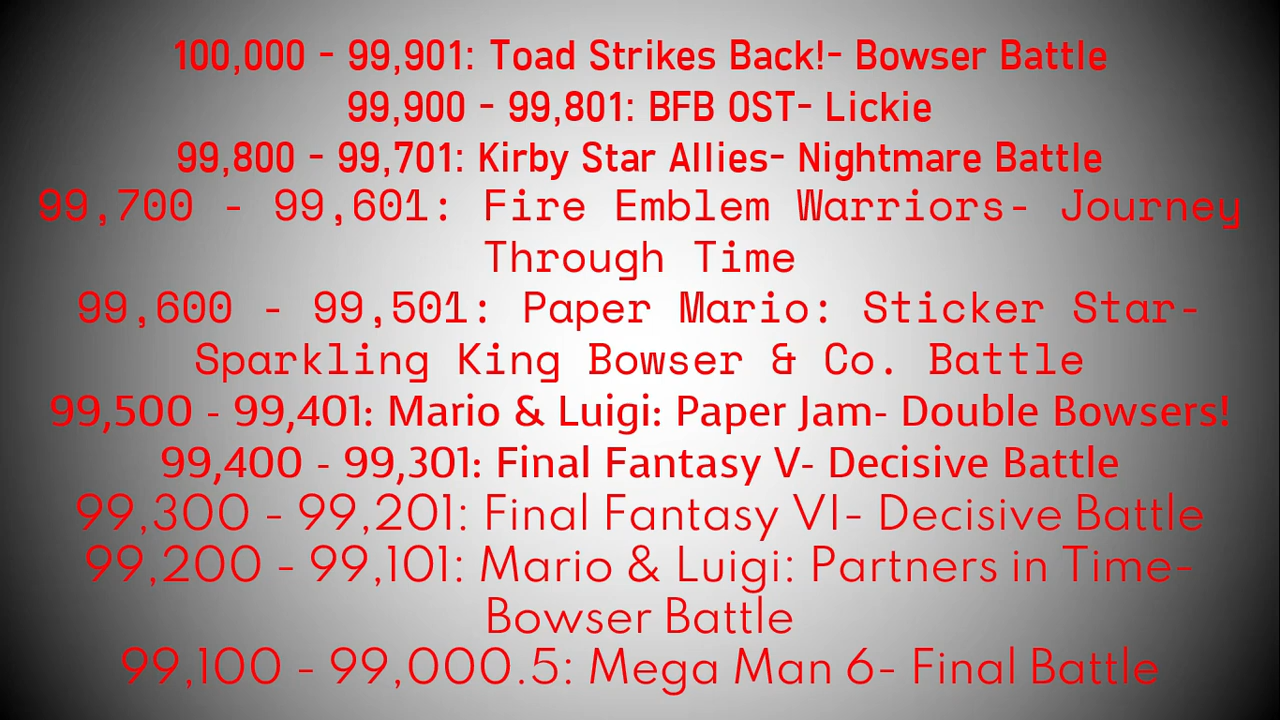 100,000 - 99,901: Toad Strikes Back!- Bowser Battle
99,900 - 99,801: BFB OST- Lickie
99,800 - 99,701: Kirby Star Allies- Nightmare Battle
99,700 - 99,601: Fire Emblem Warriors- Journey
Through Time
99,600 - 99,501: Paper Mario: Sticker Star-
Sparkling King Bowser & Co. Battle
99,500 - 99,401: Mario & Luigi: Paper Jam- Double Bowsers!
99,400 - 99,301: Final Fantasy V- Decisive Battle
99,300 - 99,201: Final Fantasy VI- Decisive Battle
99,200 - 99,101: Mario & Luigi: Partners in Time-
Bowser Battle
99,100 - 99,000.5: Mega Man 6- Final Battle